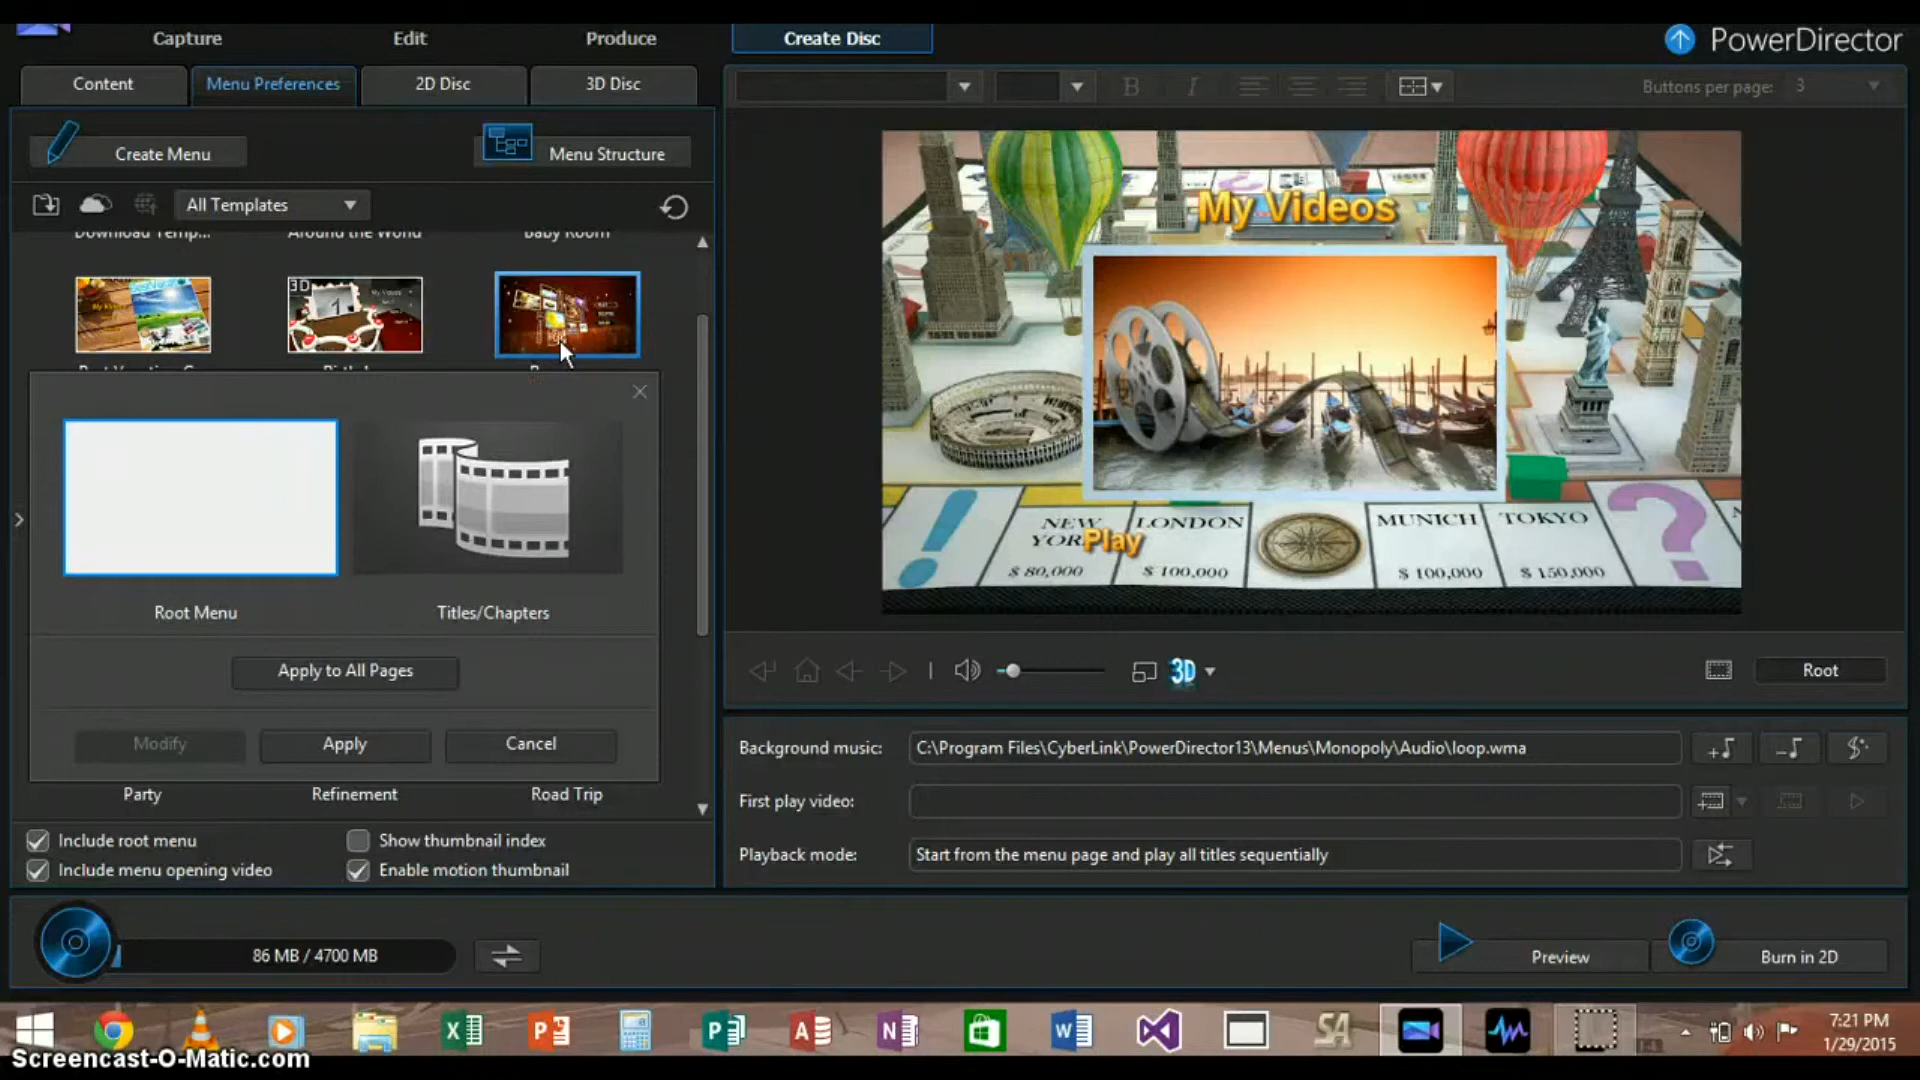 Capture Edit Produce Create Disc PowerDirector
Content Menu Preferences 2D Disc 3D Disc
B I Buttons per page: 3
Create Menu Menu Structure
All Templates
Download Temp... Around the World Baby Room
3D
My Videos
NEW YORK LONDON MUNICH TOKYO
Play
$ 80,000 $ 100,000 $ 100,000 $ 150,000
Root Menu Titles/Chapters
Apply to All Pages
3D Root
Modify Apply Cancel
Background music: C:\Program Files\CyberLink\PowerDirector13\Menus\Monopoly\Audio\loop.wma
Party Refinement Road Trip
First play video:
Include root menu Show thumbnail index
Include menu opening video Enable motion thumbnail
Playback mode: Start from the menu page and play all titles sequentially
86 MB / 4700 MB
Preview Burn in 2D
7:21 PM
1/29/2015
Screencast-O-Matic.com